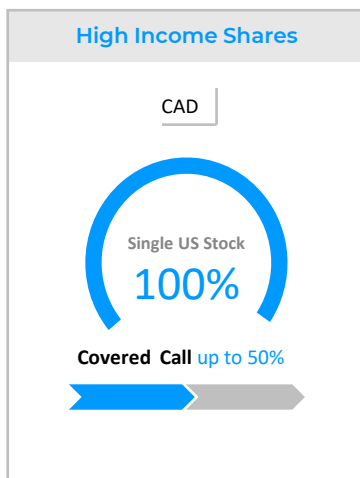 High Income Shares
CAD
Single US Stock
100%
Covered Call up to 50%